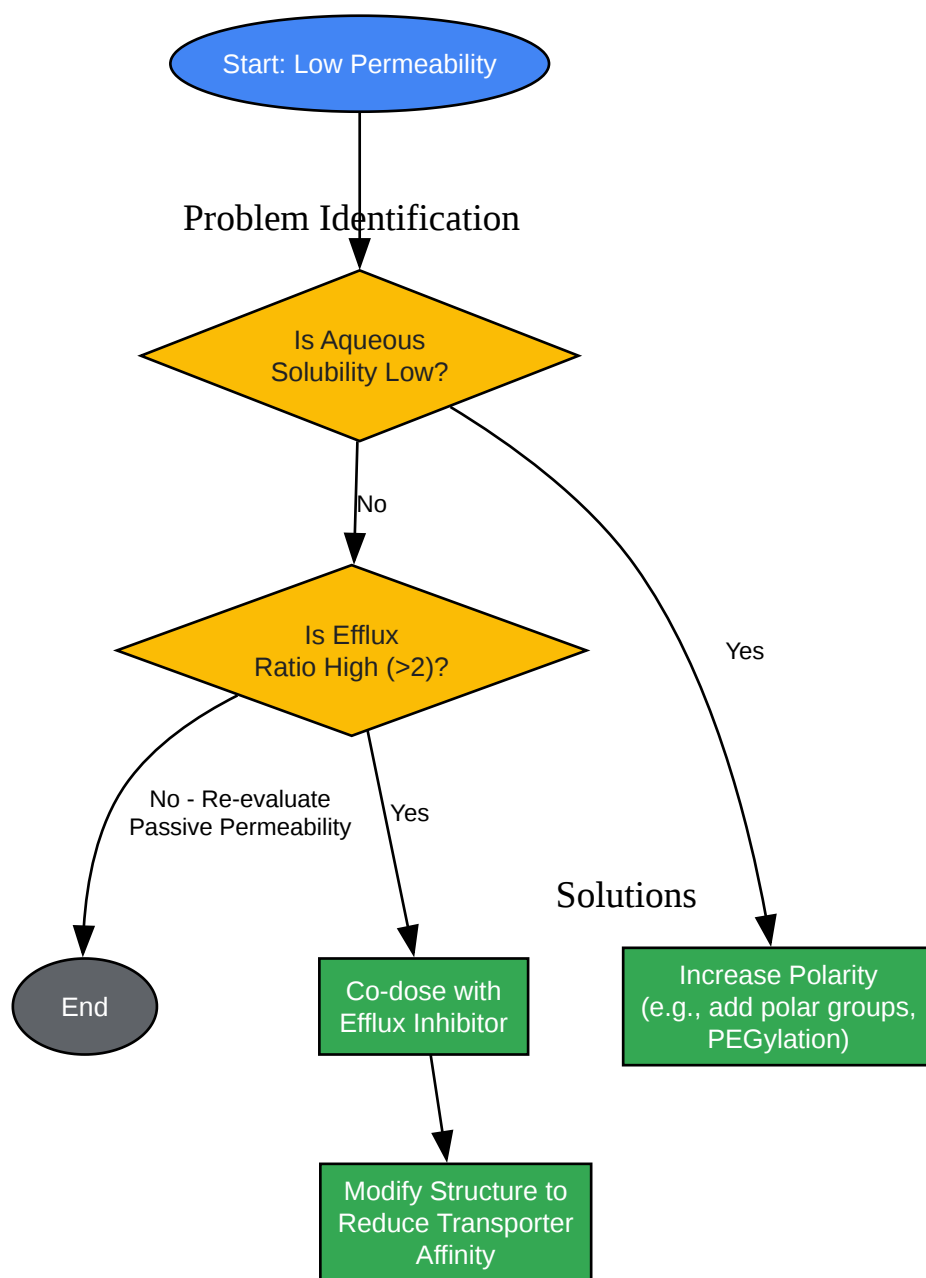 Start: Low Permeability
Problem Identification
Is Aqueous
Solubility Low?
No
Is Efflux
Ratio High (>2)?
Yes
No - Re-evaluate
Passive Permeability
Yes
Solutions
End
Co-dose with
Efflux Inhibitor
Increase Polarity
(e.g., add polar groups,
PEGylation)
Modify Structure to
Reduce Transporter
Affinity